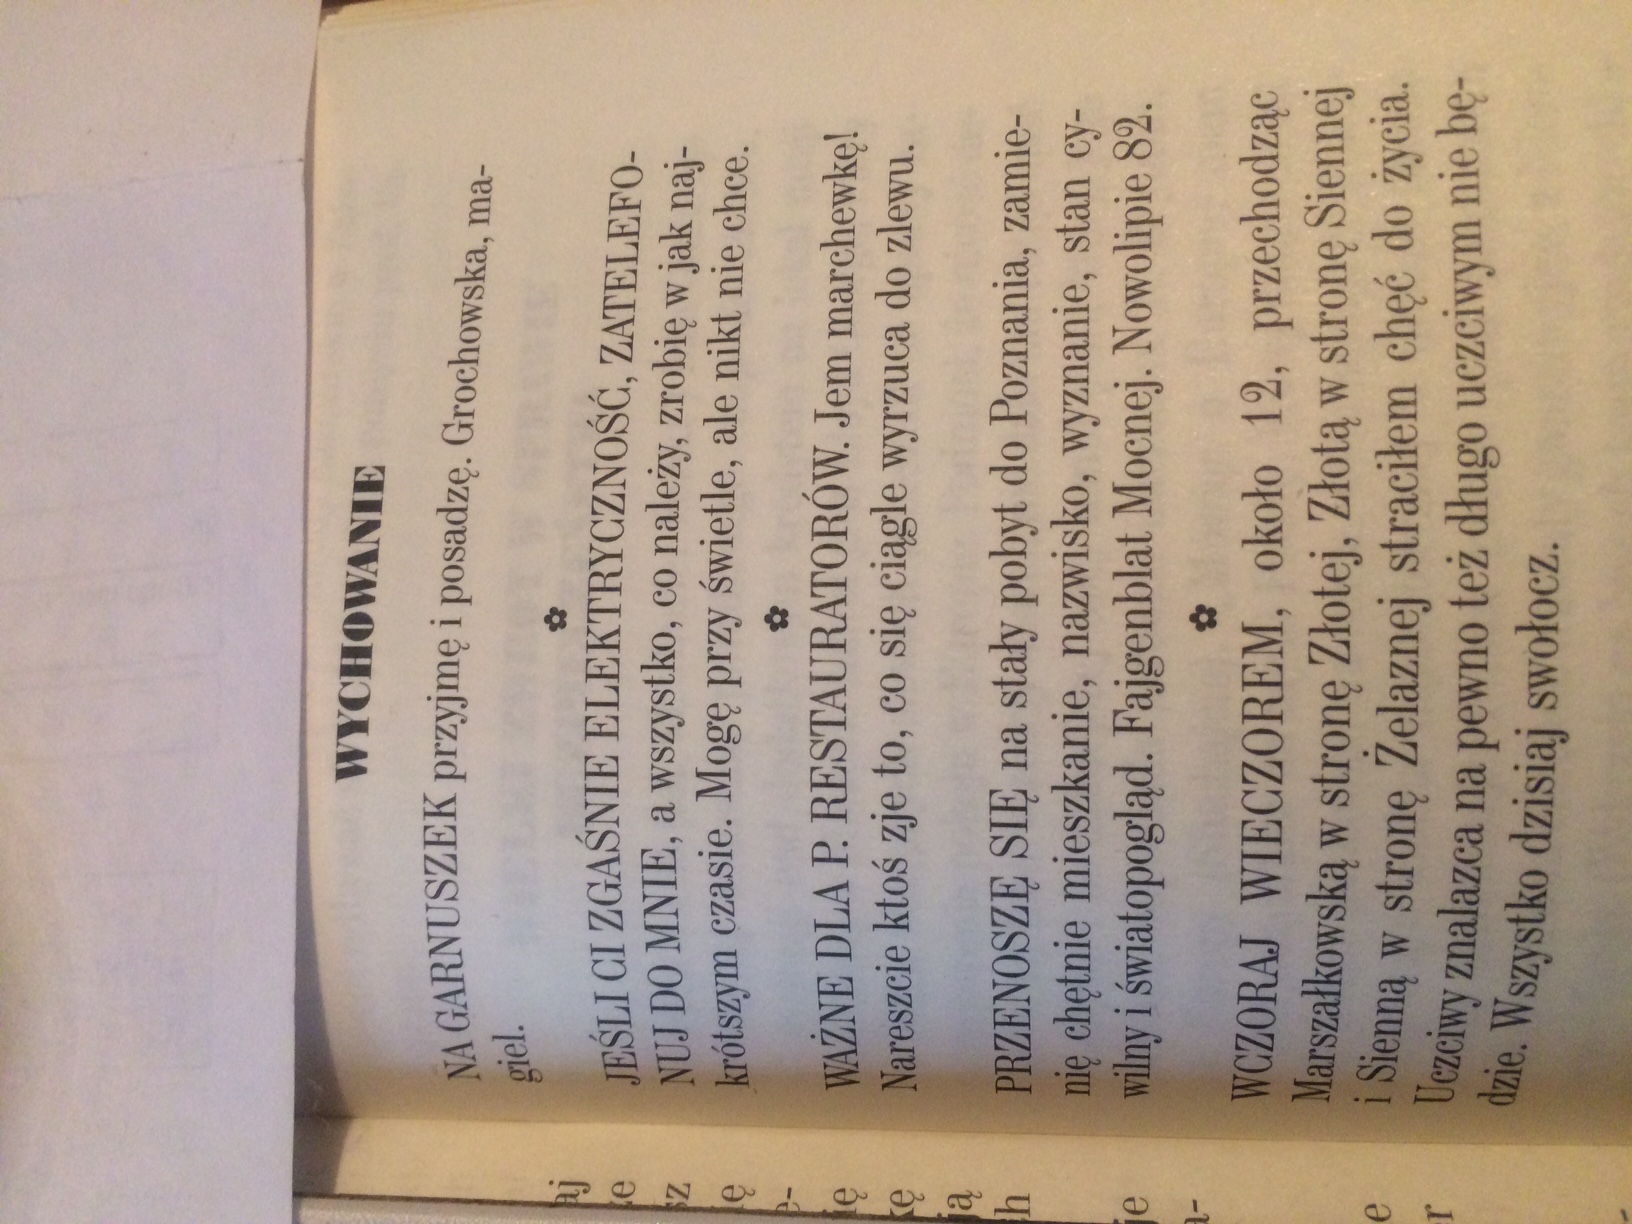 WYCHOWANIE
NA GARNUSZEK przyjmę i posadzę. Grochowska, ma-
giel.
✿
JEŚLI CI ZGAŚNIE ELEKTRYCZNOŚĆ, ZATELEFO-
NUJ DO MNIE, a wszystko, co należy, zrobię w jak naj-
krótszym czasie. Mogę przy świetle, ale nikt nie chce.
✿
WAŻNE DLA P. RESTAURATORÓW. Jem marchewkę!
Nareszcie ktoś zje to, co się ciągle wyrzuca do zlewu.
PRZENOSZĘ SIĘ na stały pobyt do Poznania, zamie-
nię chętnie mieszkanie, nazwisko, wyznanie, stan cy-
wilny i światopogląd. Fajgenblat Mocnej. Nowolipie 82.
✿
WCZORAJ WIECZOREM, około 12, przechodząc
Marszałkowską w stronę Złotej, Złotą w stronę Siennej
i Sienną w stronę Żelaznej straciłem chęć do życia.
Uczciwy znalazca na pewno też długo uczciwym nie bę-
dzie. Wszystko dzisiaj swołocz.